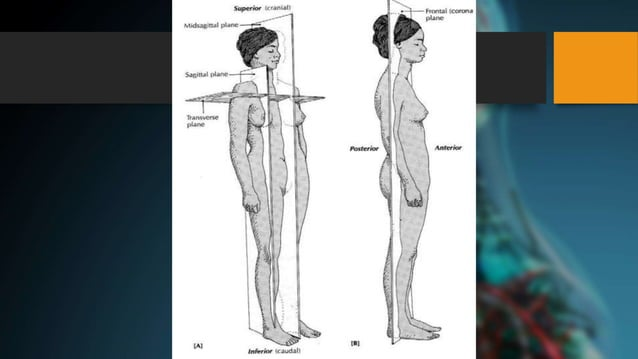 Superior (cranial)
Midsagittal plane
Sagittal plane
Transverse
plane
[A]
Inferior (caudal)
Frontal (corona
plane
Posterior
Anterior
[B]